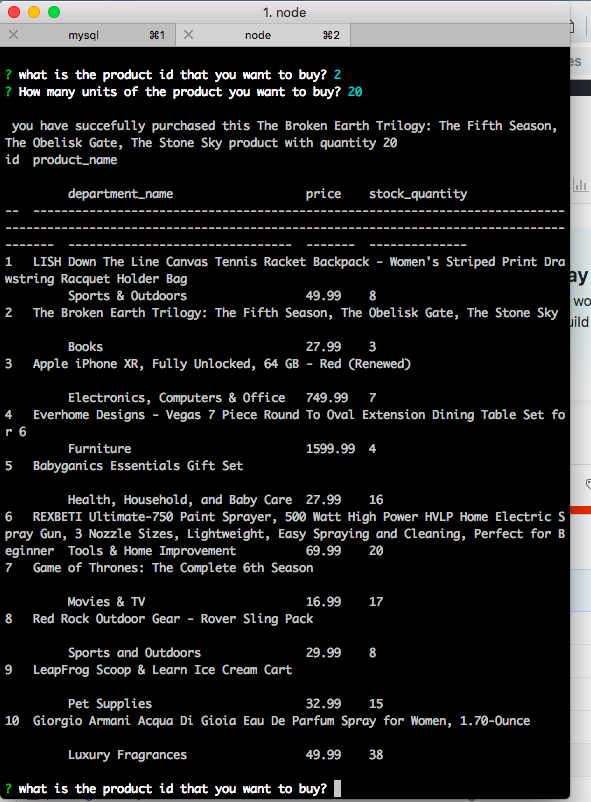 1. node
mysql ⌘1 node ⌘2
? what is the product id that you want to buy? 2
? How many units of the product you want to buy? 20
you have succefully purchased this The Broken Earth Trilogy: The Fifth Season,
The Obelisk Gate, The Stone Sky product with quantity 20
id product_name
department_name price stock_quantity
-- ----------------------------------------------------------------------------
--------------------------------------------------------------------------------
------- -------------------------------- ------- --------------
1 LISH Down The Line Canvas Tennis Racket Backpack - Women's Striped Print Dra
wstring Racquet Holder Bag
Sports & Outdoors 49.99 8
2 The Broken Earth Trilogy: The Fifth Season, The Obelisk Gate, The Stone Sky
Books 27.99 3
3 Apple iPhone XR, Fully Unlocked, 64 GB - Red (Renewed)
Electronics, Computers & Office 749.99 7
4 Everhome Designs - Vegas 7 Piece Round To Oval Extension Dining Table Set fo
r 6
Furniture 1599.99 4
5 Babyganics Essentials Gift Set
Health, Household, and Baby Care 27.99 16
6 REXBETI Ultimate-750 Paint Sprayer, 500 Watt High Power HVLP Home Electric S
pray Gun, 3 Nozzle Sizes, Lightweight, Easy Spraying and Cleaning, Perfect for B
eginner Tools & Home Improvement 69.99 20
7 Game of Thrones: The Complete 6th Season
Movies & TV 16.99 17
8 Red Rock Outdoor Gear - Rover Sling Pack
Sports and Outdoors 29.99 8
9 LeapFrog Scoop & Learn Ice Cream Cart
Pet Supplies 32.99 15
10 Giorgio Armani Acqua Di Gioia Eau De Parfum Spray for Women, 1.70-Ounce
Luxury Fragrances 49.99 38
? what is the product id that you want to buy?